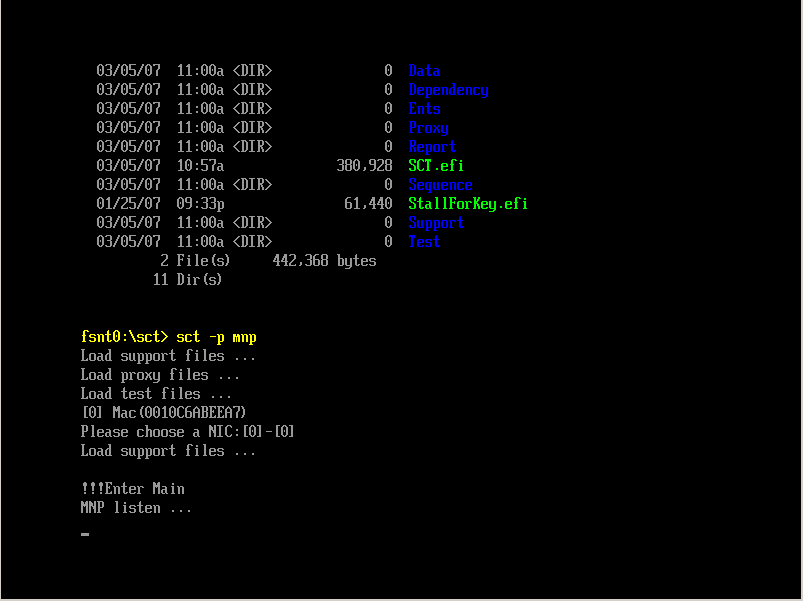 03/05/07 11:00a <DIR> 0 Data
03/05/07 11:00a <DIR> 0 Dependency
03/05/07 11:00a <DIR> 0 Ents
03/05/07 11:00a <DIR> 0 Proxy
03/05/07 11:00a <DIR> 0 Report
03/05/07 10:57a 380,928 SCT.efi
03/05/07 11:00a <DIR> 0 Sequence
01/25/07 09:33p 61,440 StallForKey.efi
03/05/07 11:00a <DIR> 0 Support
03/05/07 11:00a <DIR> 0 Test
2 File(s) 442,368 bytes
11 Dir(s)
fsnt0:\sct> sct -p mnp
Load support files ...
Load proxy files ...
Load test files ...
[0] Mac(0010C6ABEEA7)
Please choose a NIC:[0]-[0]
Load support files ...
!!!Enter Main
MNP listen ...
_